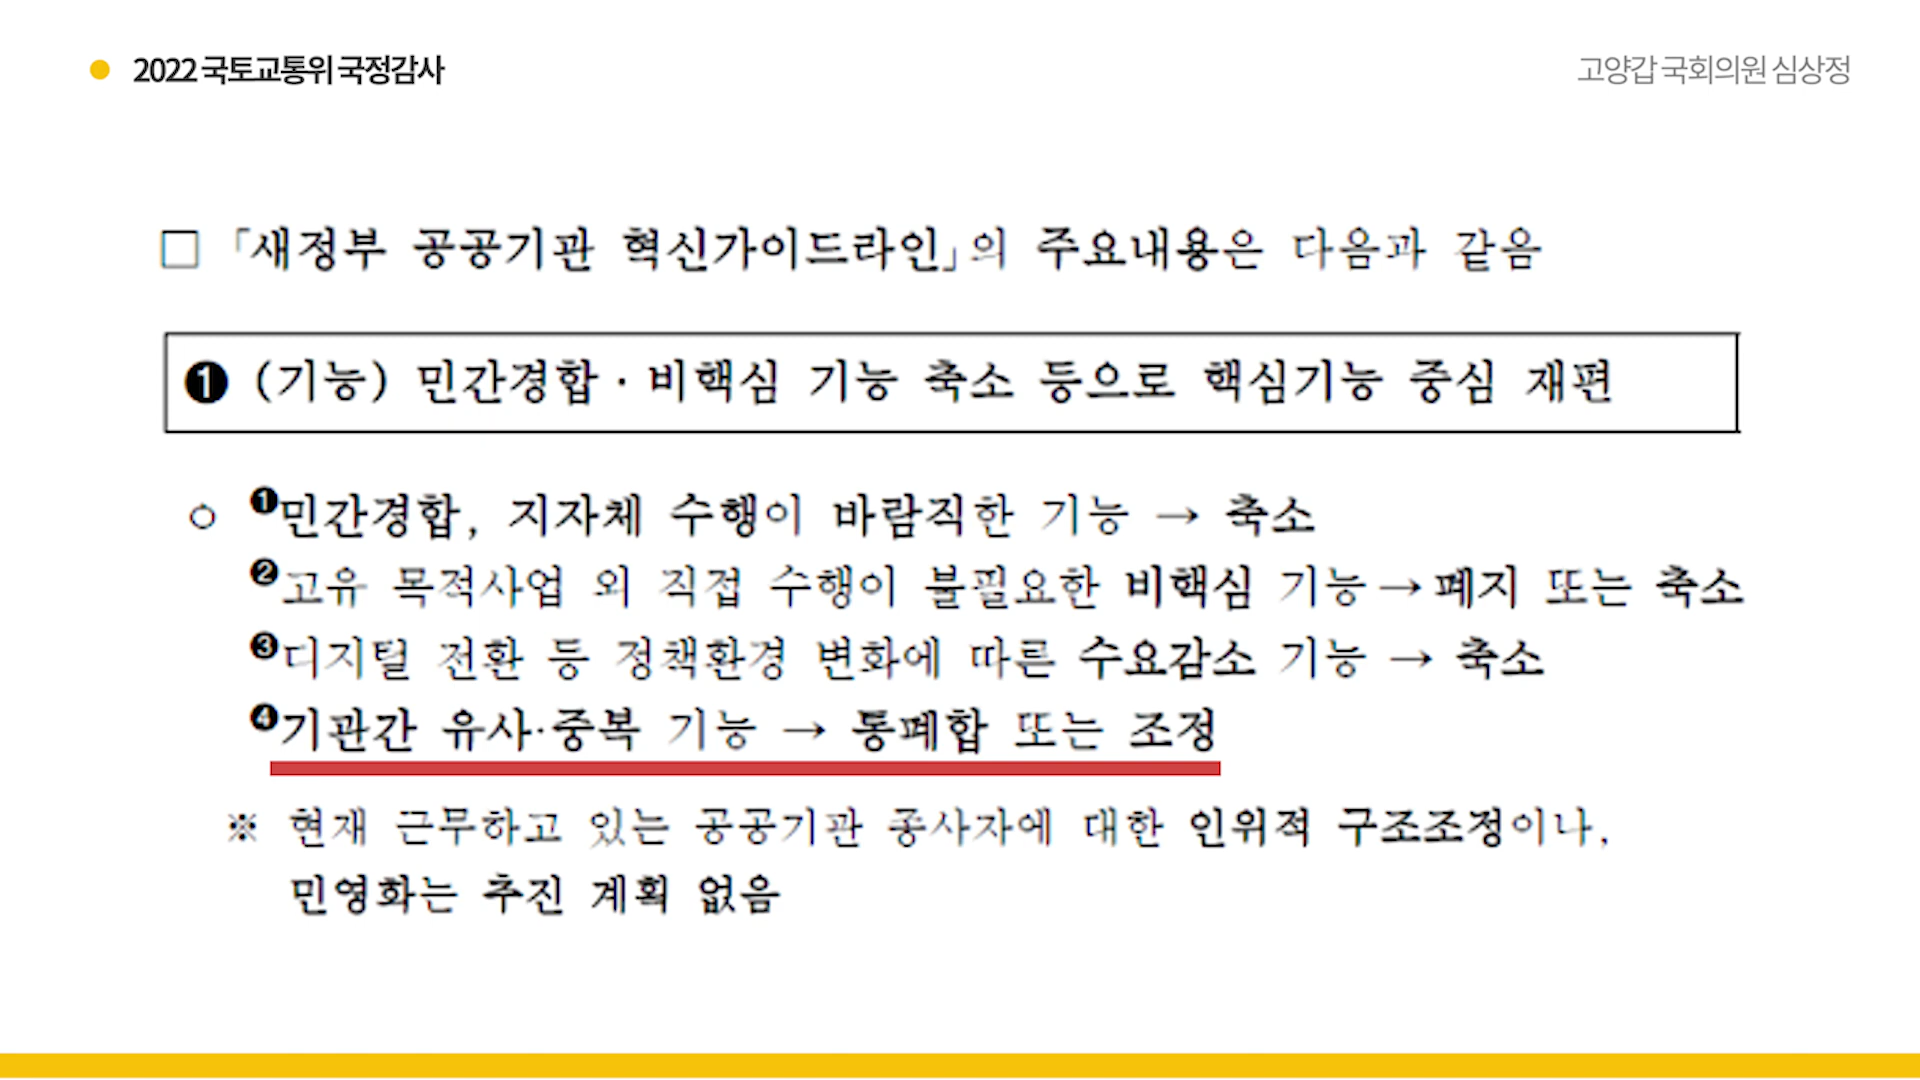 2022 국토교통위 국정감사
고양갑 국회의원 심상정
□ 「새정부 공공기관 혁신가이드라인」의 주요내용은 다음과 같음
❶ (기능) 민간경합·비핵심 기능 축소 등으로 핵심기능 중심 재편
○ ❶민간경합, 지자체 수행이 바람직한 기능 → 축소
❷고유 목적사업 외 직접 수행이 불필요한 비핵심 기능→폐지 또는 축소
❸디지털 전환 등 정책환경 변화에 따른 수요감소 기능 → 축소
❹기관간 유사·중복 기능 → 통폐합 또는 조정
※ 현재 근무하고 있는 공공기관 종사자에 대한 인위적 구조조정이나,
민영화는 추진 계획 없음